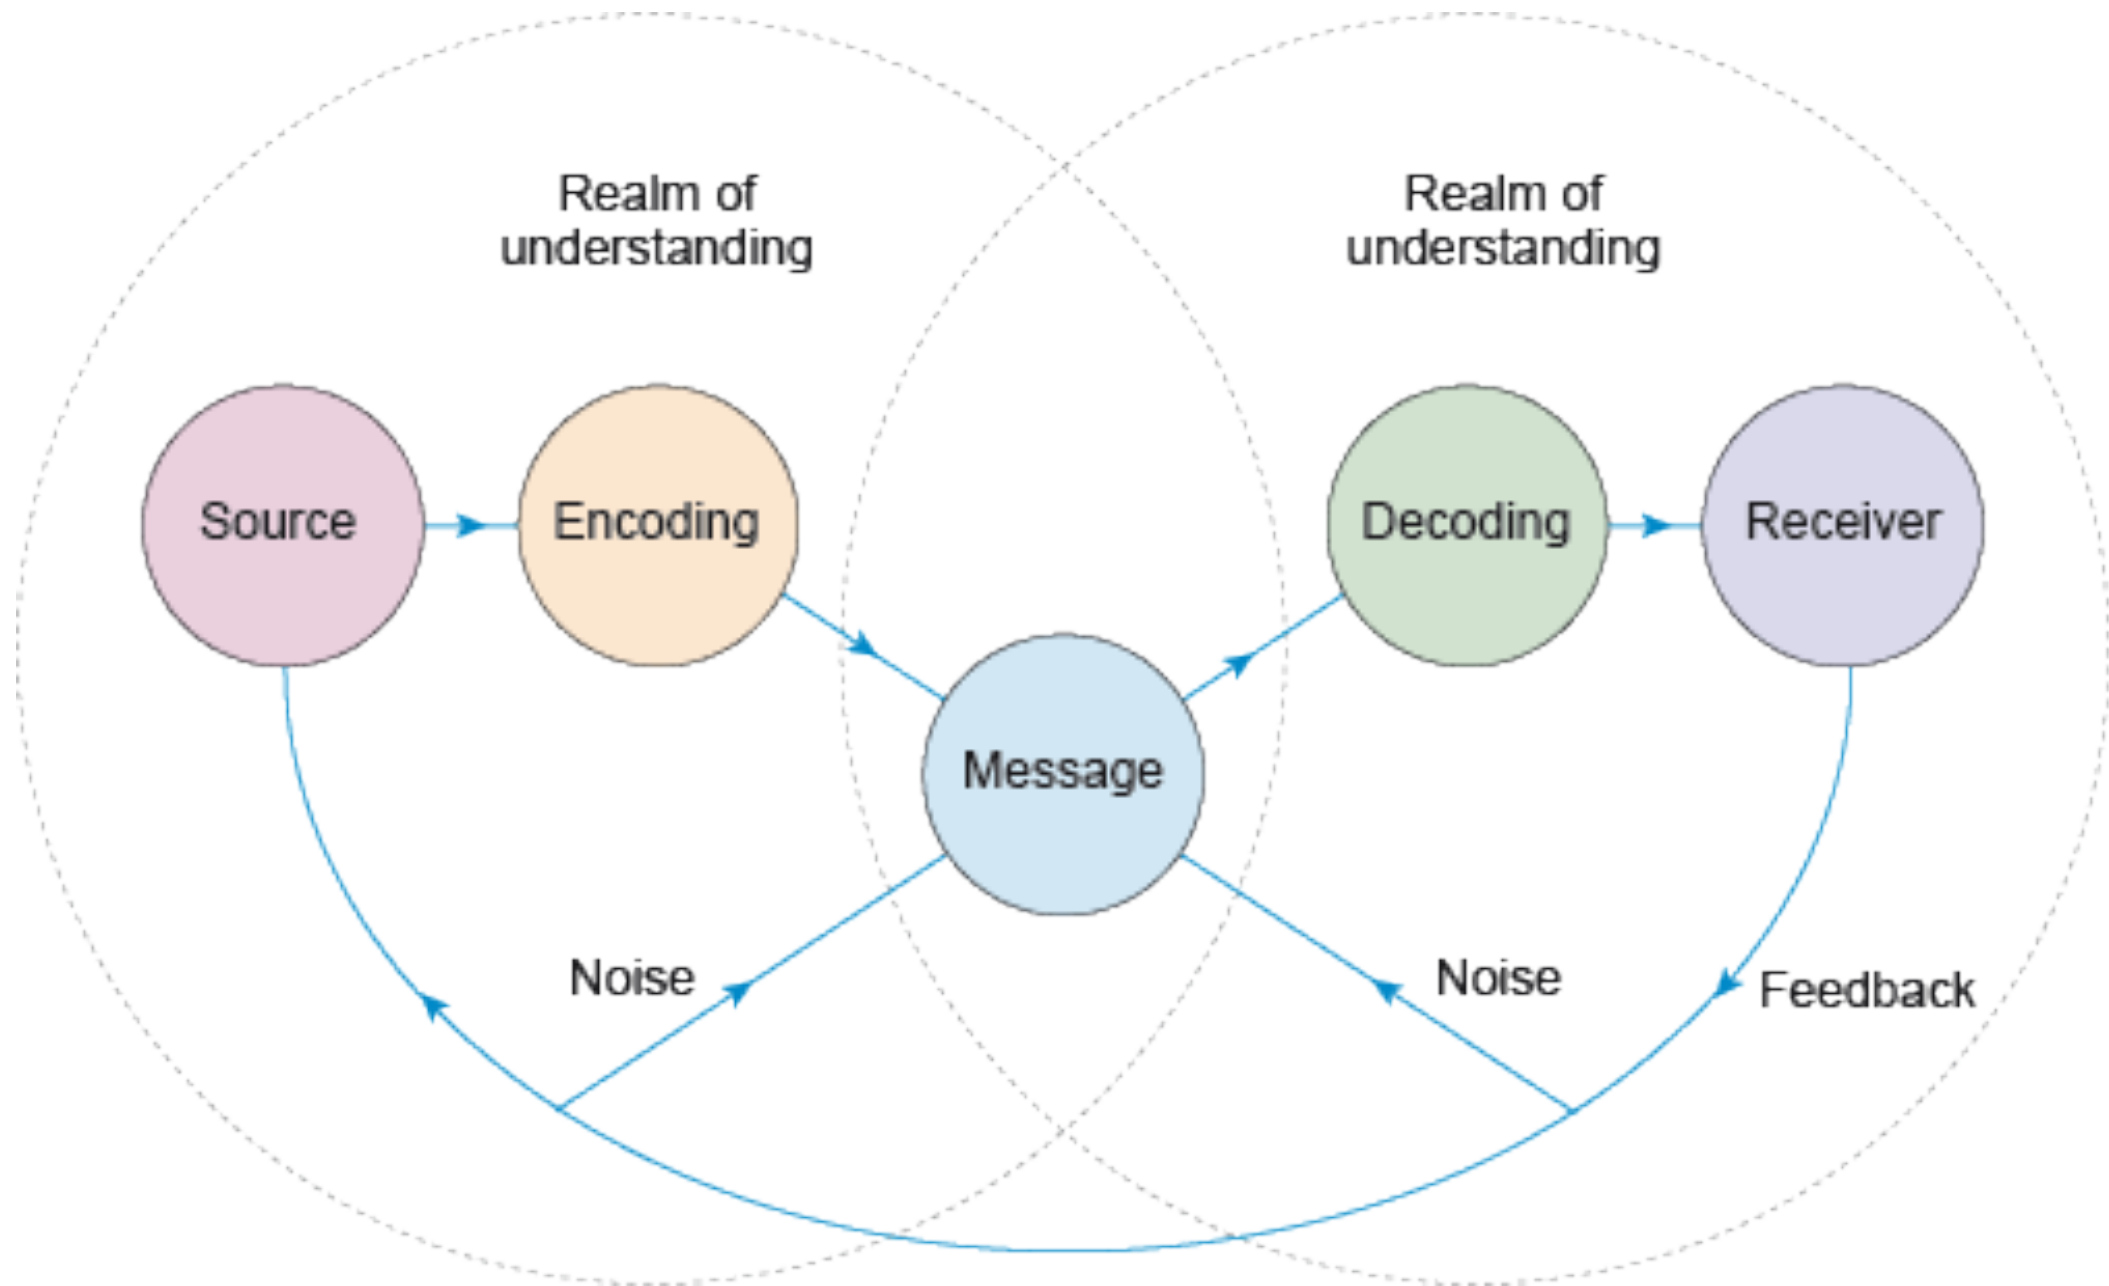 Realm of
understanding
Realm of
understanding
Source
Encoding
Decoding
Receiver
Message
Noise
Noise
Feedback